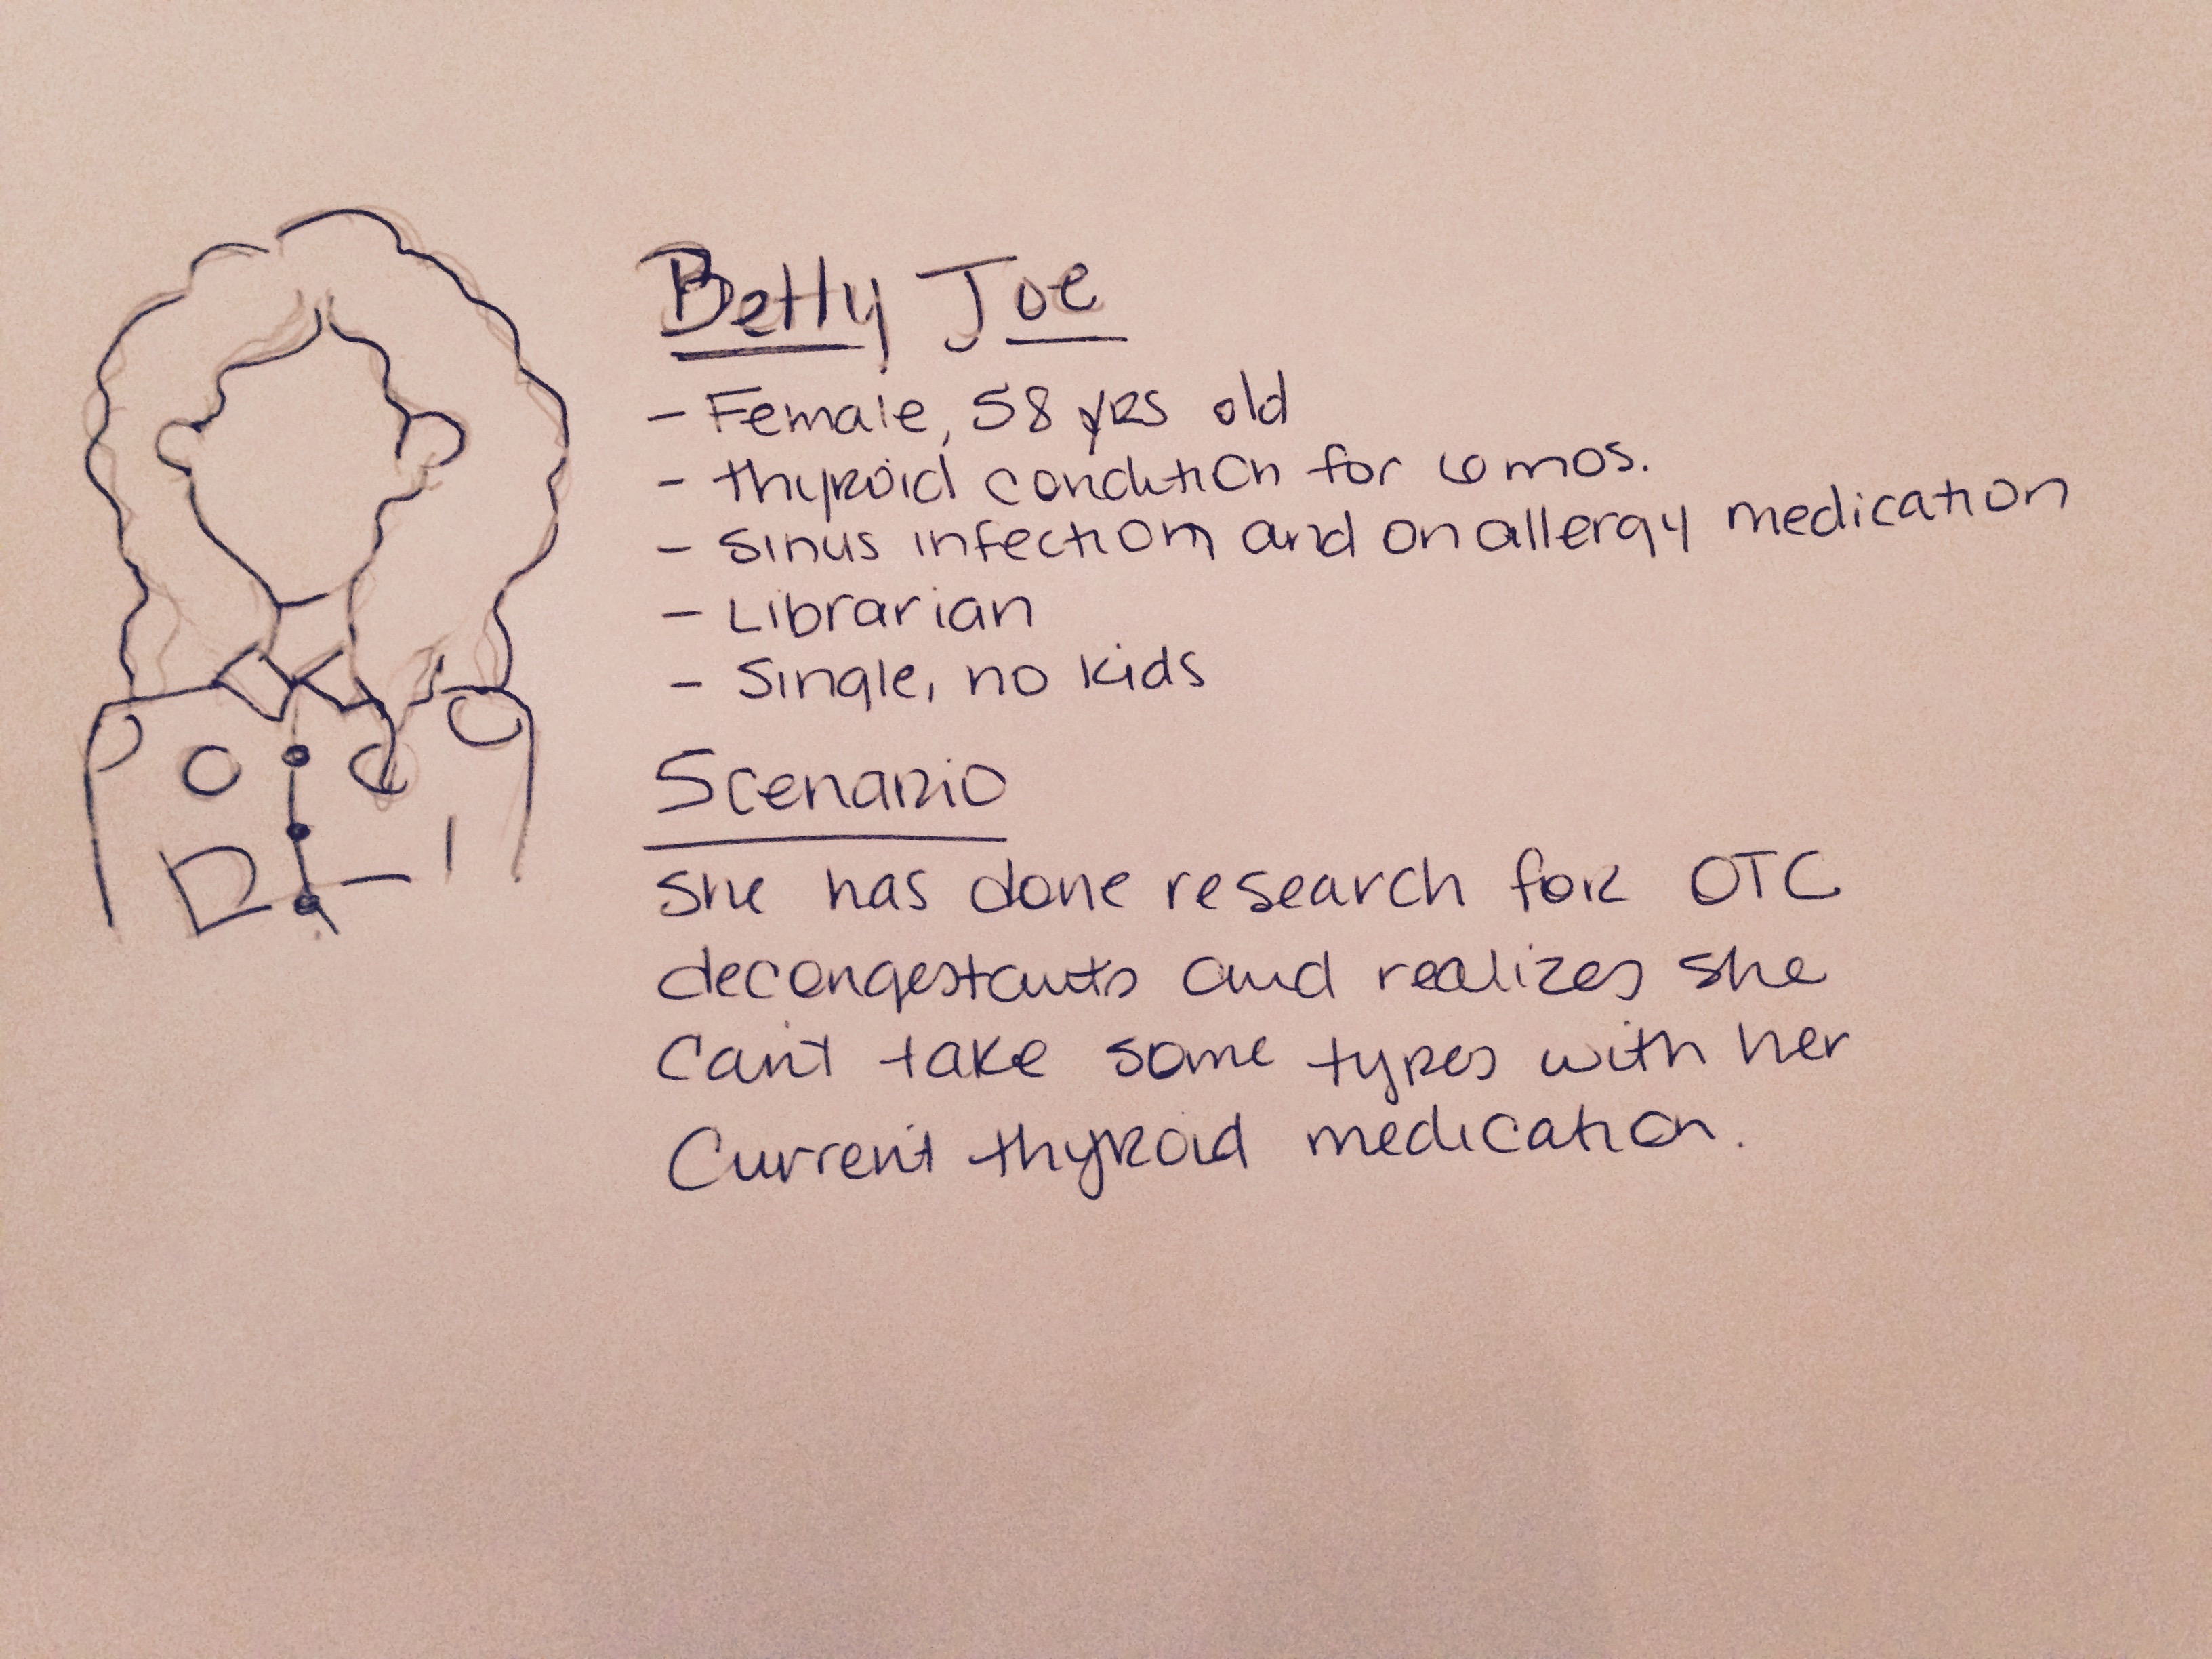 Betty Joe
- Female, 58 yrs old
- thyroid condition for 6 mos.
- Sinus infection and on allergy medication
- Librarian
- Single, no kids
Scenario
She has done research for OTC
decongestants and realizes she
can't take some types with her
Current thyroid medication.